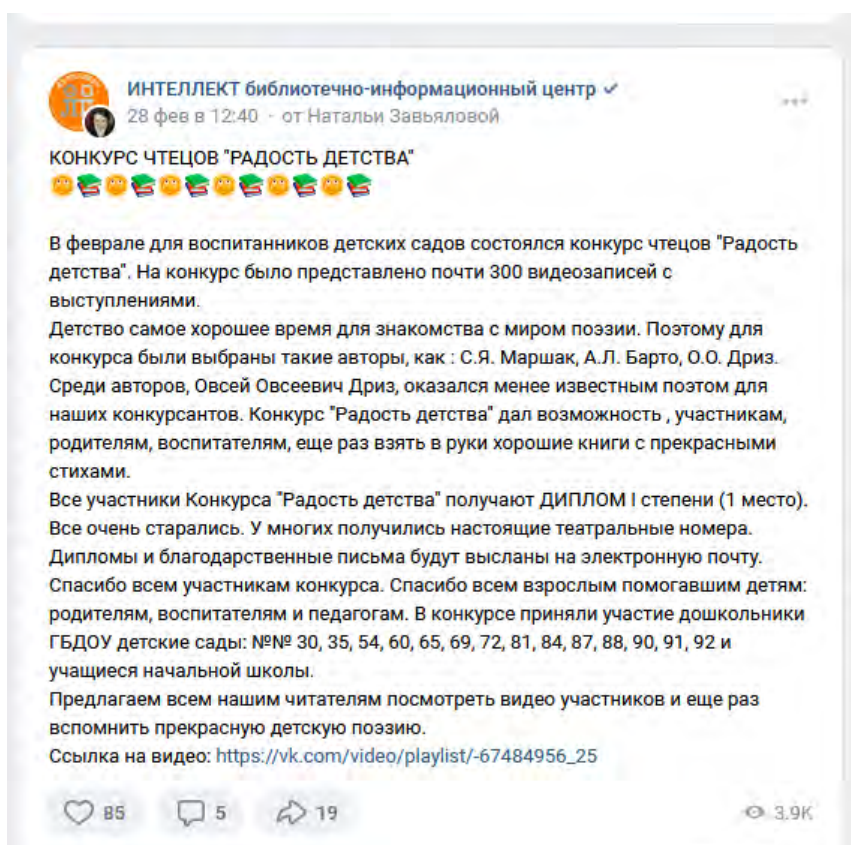 ИНТЕЛЛЕКТ библиотечно-информационный центр
28 фев в 12:40 · от Натальи Завьяловой
КОНКУРС ЧТЕЦОВ "РАДОСТЬ ДЕТСТВА"
В феврале для воспитанников детских садов состоялся конкурс чтецов "Радость
детства". На конкурс было представлено почти 300 видеозаписей с
выступлениями.
Детство самое хорошее время для знакомства с миром поэзии. Поэтому для
конкурса были выбраны такие авторы, как : С.Я. Маршак, А.Л. Барто, О.О. Дриз.
Среди авторов, Овсей Овсеевич Дриз, оказался менее известным поэтом для
наших конкурсантов. Конкурс "Радость детства" дал возможность , участникам,
родителям, воспитателям, еще раз взять в руки хорошие книги с прекрасными
стихами.
Все участники Конкурса "Радость детства" получают ДИПЛОМ I степени (1 место).
Все очень старались. У многих получились настоящие театральные номера.
Дипломы и благодарственные письма будут высланы на электронную почту.
Спасибо всем участникам конкурса. Спасибо всем взрослым помогавшим детям:
родителям, воспитателям и педагогам. В конкурсе приняли участие дошкольники
ГБДОУ детские сады: №№ 30, 35, 54, 60, 65, 69, 72, 81, 84, 87, 88, 90, 91, 92 и
учащиеся начальной школы.
Предлагаем всем нашим читателям посмотреть видео участников и еще раз
вспомнить прекрасную детскую поэзию.
Ссылка на видео: https://vk.com/video/playlist/-67484956_25
85 5 19 3.9K